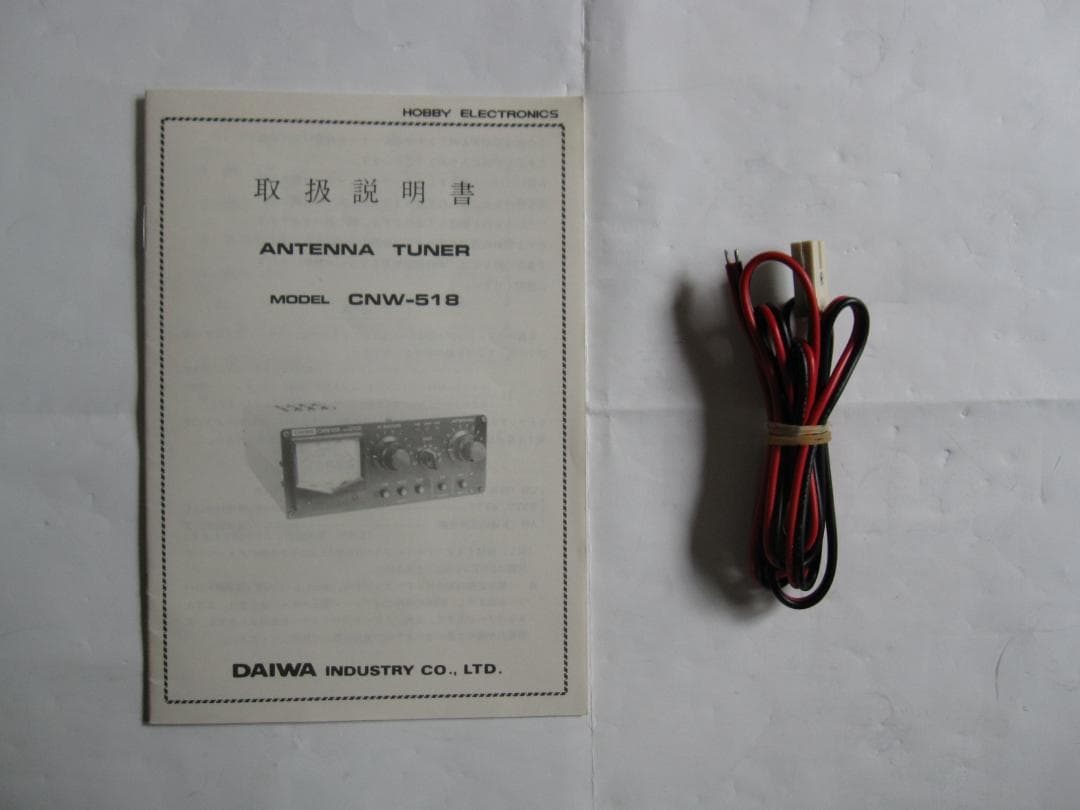 HOBBY ELECTRONICS
取扱説明書
ANTENNA TUNER
MODEL CNW-518
DAIWA INDUSTRY CO., LTD.